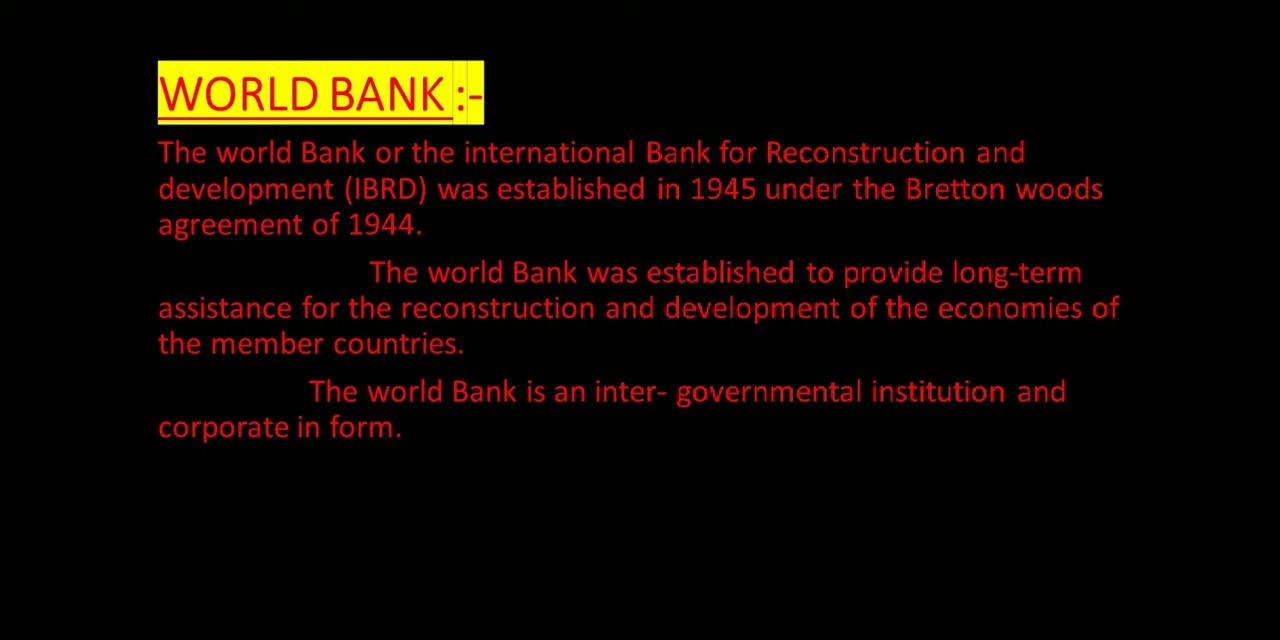 WORLD BANK :-
The world Bank or the international Bank for Reconstruction and
development (IBRD) was established in 1945 under the Bretton woods
agreement of 1944.
The world Bank was established to provide long-term
assistance for the reconstruction and development of the economies of
the member countries.
The world Bank is an inter- governmental institution and
corporate in form.